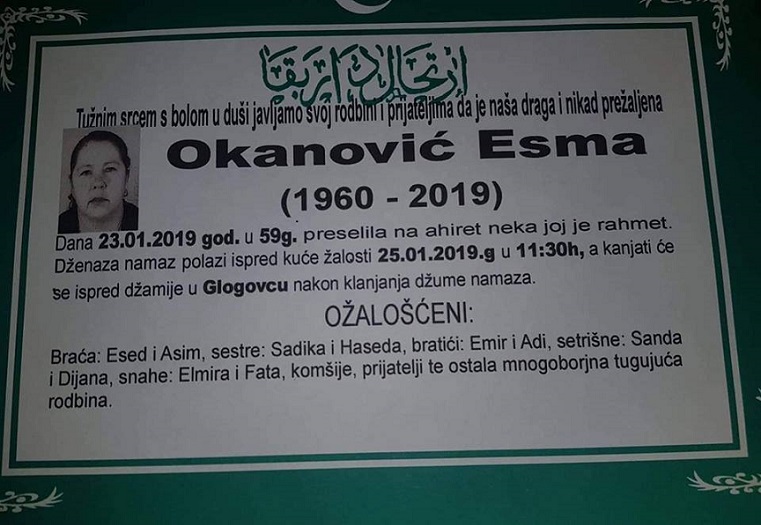 ارتحال دار بقا
Tužnim srcem s bolom u duši javljamo svoj rodbini i prijateljima da je naša draga i nikad prežaljena
Okanović Esma
(1960 - 2019)
Dana 23.01.2019 god. u 59g. preselila na ahiret neka joj je rahmet.
Dženaza namaz polazi ispred kuće žalosti 25.01.2019.g u 11:30h, a kanjati će
se ispred džamije u Glogovcu nakon klanjanja džume namaza.
OŽALOŠĆENI:
Braća: Esed i Asim, sestre: Sadika i Haseda, bratići: Emir i Adi, setrišne: Sanda
i Dijana, snahe: Elmira i Fata, komšije, prijatelji te ostala mnogoborjna tugujuća
rodbina.